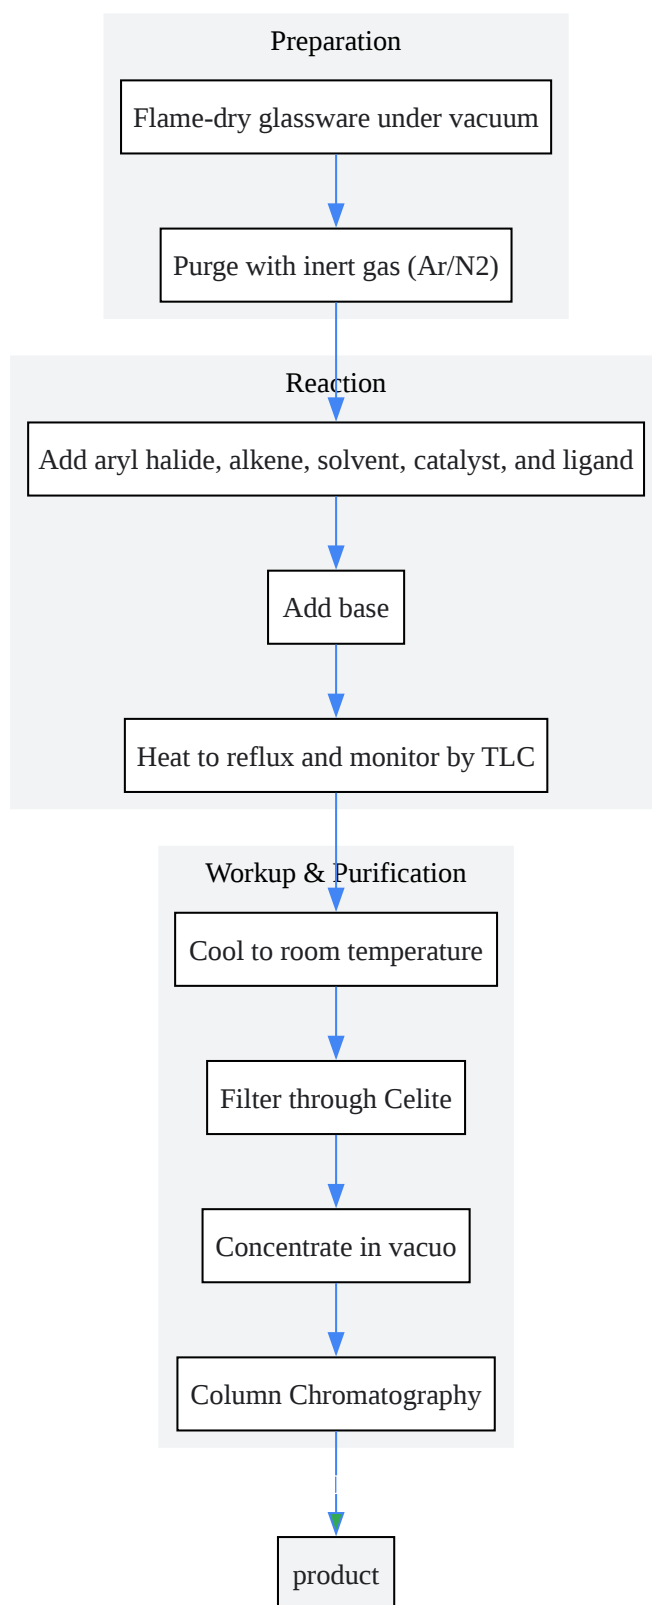 Preparation
Flame-dry glassware under vacuum
Purge with inert gas (Ar/N2)
Reaction
Add aryl halide, alkene, solvent, catalyst, and ligand
Add base
Heat to reflux and monitor by TLC
Workup & Purification
Cool to room temperature
Filter through Celite
Concentrate in vacuo
Column Chromatography
product